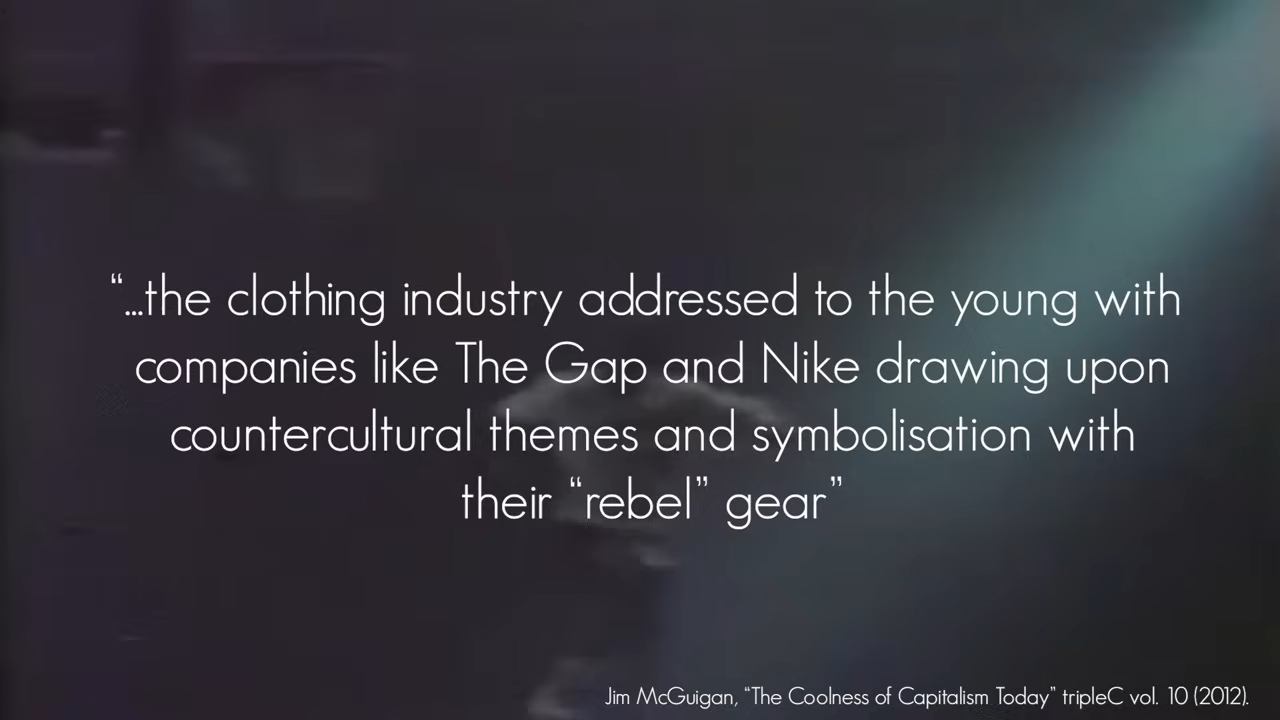 “...the clothing industry addressed to the young with
companies like The Gap and Nike drawing upon
countercultural themes and symbolisation with
their “rebel” gear”
Jim McGuigan, “The Coolness of Capitalism Today” tripleC vol. 10 (2012).